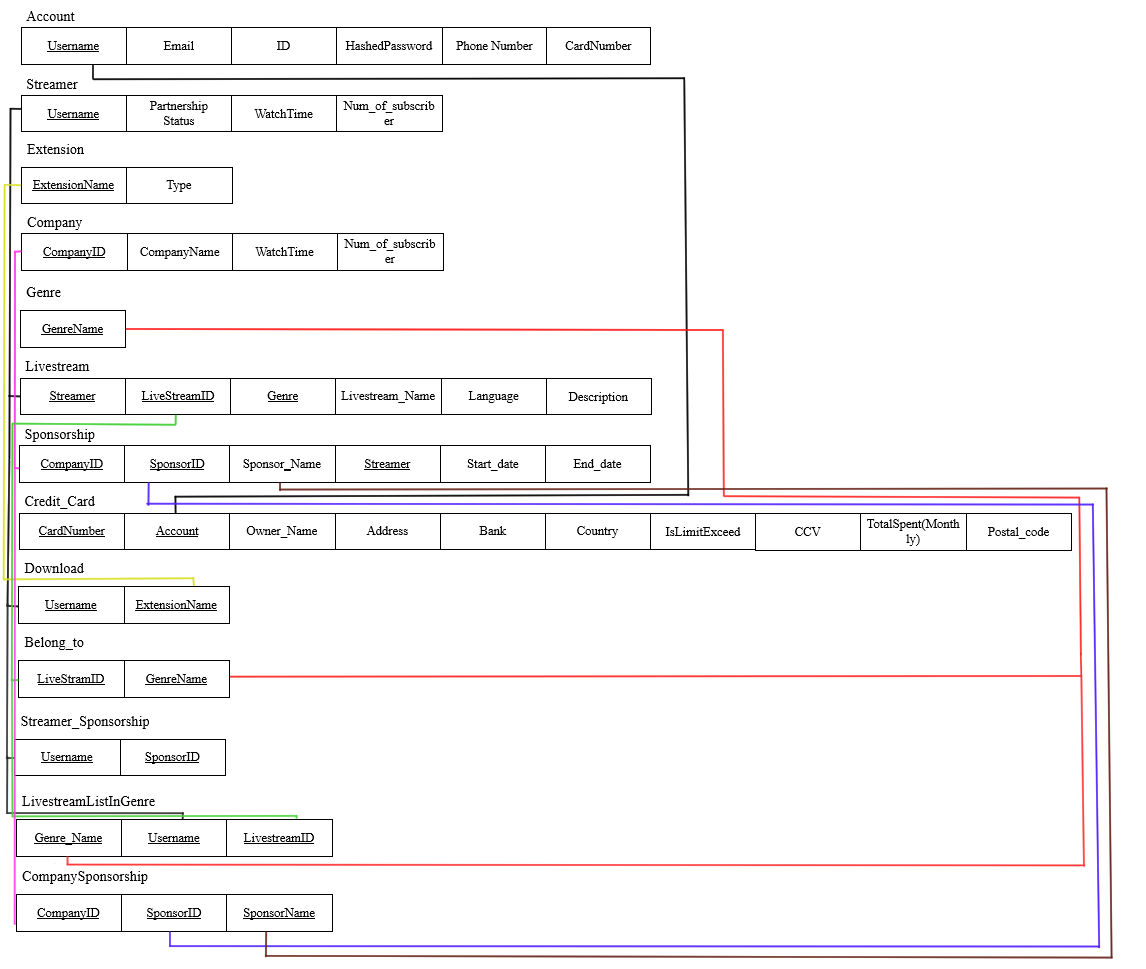 Account
Username Email ID HashedPassword Phone Number CardNumber
Streamer
Username Partnership Status WatchTime Num_of_subscriber
Extension
ExtensionName Type
Company
CompanyID CompanyName WatchTime Num_of_subscriber
Genre
GenreName
Livestream
Streamer LiveStreamID Genre Livestream_Name Language Description
Sponsorship
CompanyID SponsorID Sponsor_Name Streamer Start_date End_date
Credit_Card
CardNumber Account Owner_Name Address Bank Country IsLimitExceed CCV TotalSpent(Monthly) Postal_code
Download
Username ExtensionName
Belong_to
LiveStramID GenreName
Streamer_Sponsorship
Username SponsorID
LivestreamListInGenre
Genre_Name Username LivestreamID
CompanySponsorship
CompanyID SponsorID SponsorName